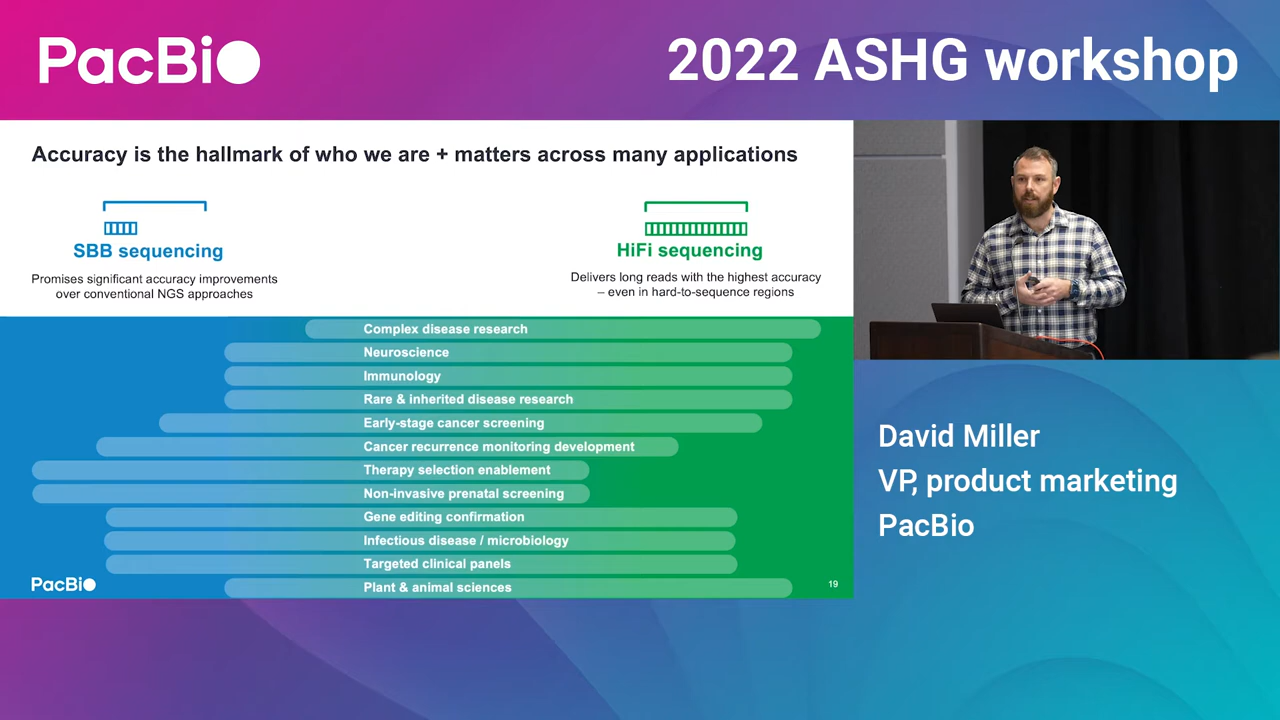 PacBio
2022 ASHG workshop
Accuracy is the hallmark of who we are + matters across many applications
SBB sequencing
Promises significant accuracy improvements
over conventional NGS approaches
HiFi sequencing
Delivers long reads with the highest accuracy
– even in hard-to-sequence regions
Complex disease research
Neuroscience
Immunology
Rare & inherited disease research
Early-stage cancer screening
Cancer recurrence monitoring development
Therapy selection enablement
Non-invasive prenatal screening
Gene editing confirmation
Infectious disease / microbiology
Targeted clinical panels
Plant & animal sciences
PacBio
19
David Miller
VP, product marketing
PacBio